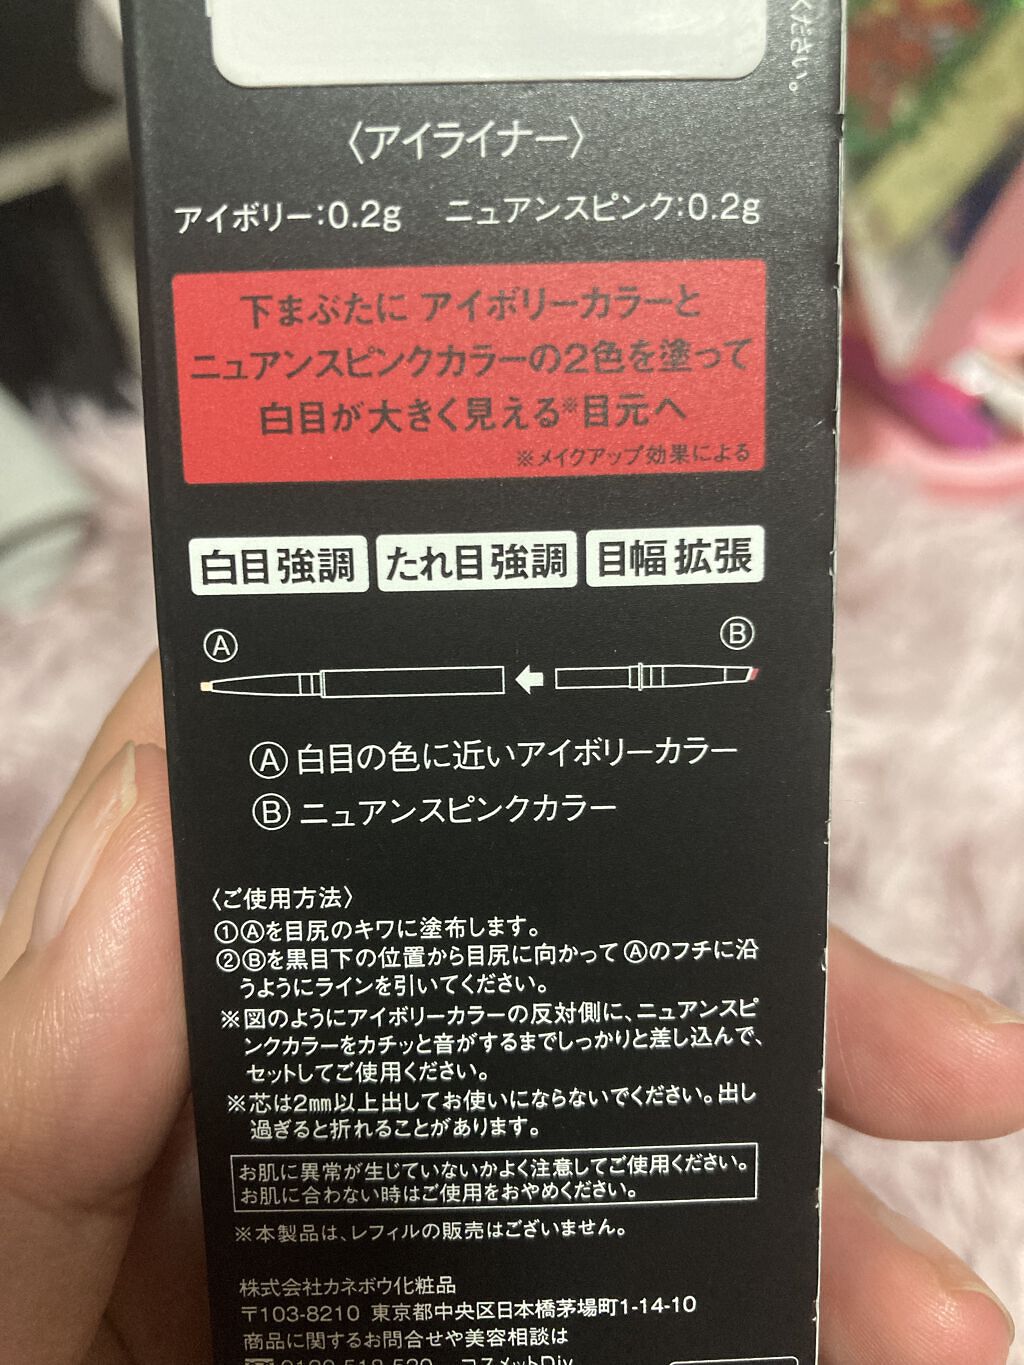 ください。
〈アイライナー〉
アイボリー:0.2g ニュアンスピンク:0.2g
下まぶたに アイボリーカラーと
ニュアンスピンクカラーの2色を塗って
白目が大きく見える※目元へ
※メイクアップ効果による
白目強調 たれ目強調 目幅拡張
Ⓐ Ⓑ
Ⓐ 白目の色に近いアイボリーカラー
Ⓑ ニュアンスピンクカラー
〈ご使用方法〉
①Ⓐを目尻のキワに塗布します。
②Ⓑを黒目下の位置から目尻に向かって Ⓐのフチに沿
うようにラインを引いてください。
※図のようにアイボリーカラーの反対側に、ニュアンスピ
ンクカラーをカチッと音がするまでしっかりと差し込んで、
セットしてご使用ください。
※芯は2㎜以上出してお使いにならないでください。出し
過ぎると折れることがあります。
お肌に異常が生じていないかよく注意してご使用ください。
お肌に合わない時はご使用をおやめください。
※本製品は、レフィルの販売はございません。
株式会社カネボウ化粧品
〒103-8210 東京都中央区日本橋茅場町1-14-10
商品に関するお問合せや美容相談は
0120-518-520 コスメットDiv